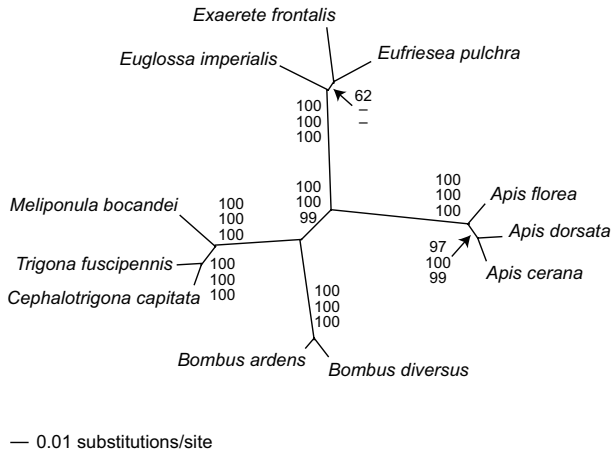 Exaerete frontalis
Euglossa imperialis
Eufriesea pulchra
62
–
–
100
100
100
100
100
99
100
100
100
Apis florea
Apis dorsata
Apis cerana
97
100
99
Meliponula bocandei
100
100
100
Trigona fuscipennis
Cephalotrigona capitata
100
100
100
100
100
100
Bombus ardens
Bombus diversus
0.01 substitutions/site